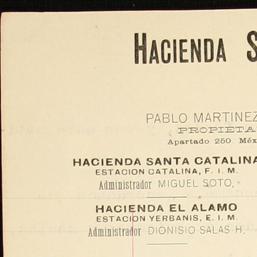 HACIENDA S
PABLO MARTINEZ
PROPIETA
Apartado 250 Méx
HACIENDA SANTA CATALINA
ESTACION CATALINA, F. I. M.
Administrador MIGUEL SOTO,
HACIENDA EL ALAMO
ESTACION YERBANIS, E. I. M.
Administrador DIONISIO SALAS H.